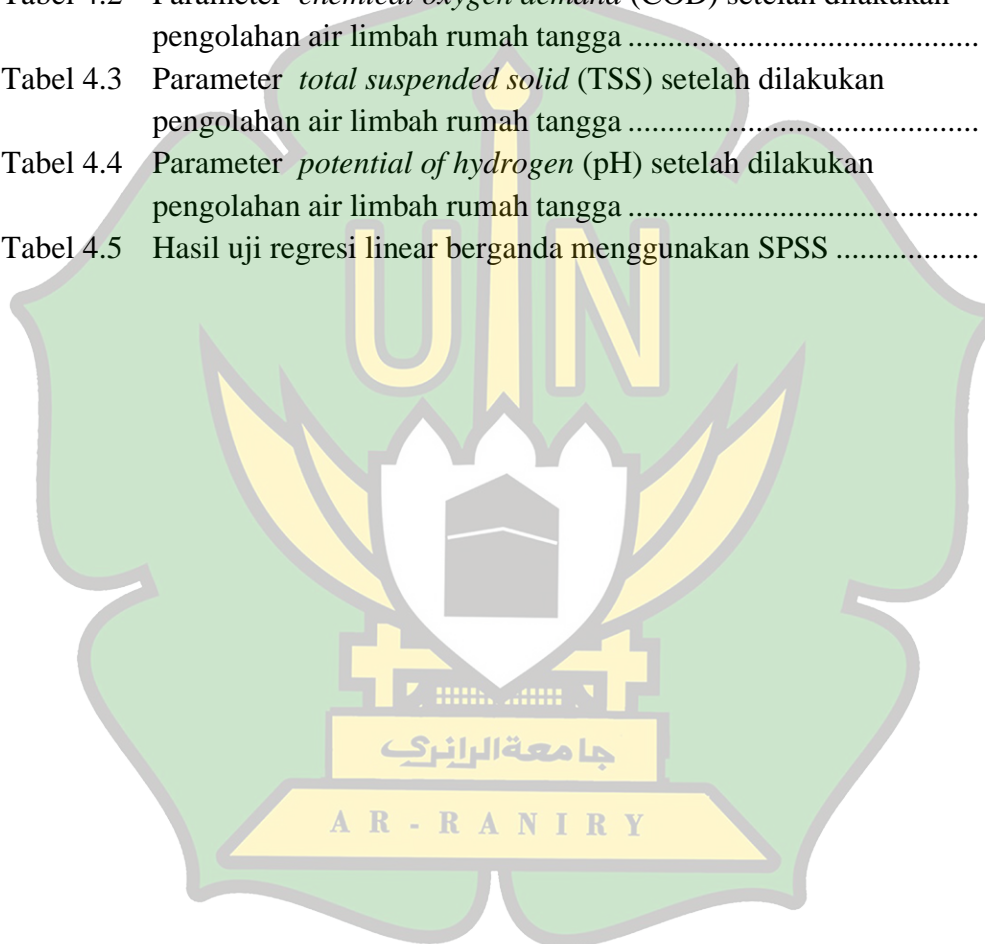 Tabel 4.2 Parameter chemical oxygen demand (COD) setelah dilakukan
pengolahan air limbah rumah tangga .....................................
Tabel 4.3 Parameter total suspended solid (TSS) setelah dilakukan
pengolahan air limbah rumah tangga .....................................
Tabel 4.4 Parameter potential of hydrogen (pH) setelah dilakukan
pengolahan air limbah rumah tangga .....................................
Tabel 4.5 Hasil uji regresi linear berganda menggunakan SPSS ..................
UIN
جامعةالرانري
AR-RANIRY